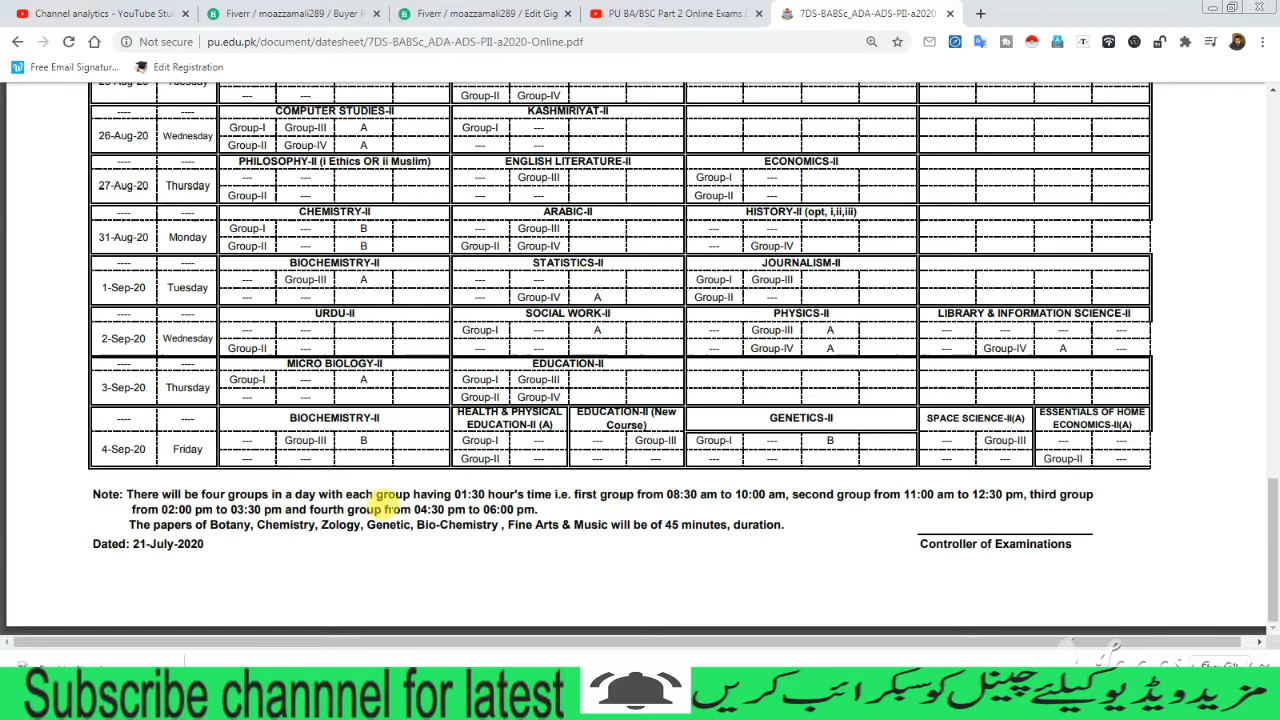 Channel analytics - YouTube Stu
Fiverr / moazzamali289 / Buyer R
Fiverr / moazzamali289 / Edit Gig
PU BA/BSC Part 2 Online Exams D
7DS-BABSc_ADA-ADS-PII-a2020-
Not secure | pu.edu.pk/document/datesheet/7DS-BABSc_ADA-ADS-PII-a2020-Online.pdf
Free Email Signatur... Edit Registration
Tuesday
Group-II Group-IV
---- ---- COMPUTER STUDIES-II KASHMIRIYAT-II
26-Aug-20 Wednesday
Group-I Group-III A Group-I ---
Group-II Group-IV A --- ---
---- ---- PHILOSOPHY-II (i Ethics OR ii Muslim) ENGLISH LITERATURE-II ECONOMICS-II
27-Aug-20 Thursday
--- --- --- Group-III Group-I ---
Group-II --- --- Group-II ---
---- ---- CHEMISTRY-II ARABIC-II HISTORY-II (opt, i,ii,iii)
31-Aug-20 Monday
Group-I --- B --- Group-III --- ---
Group-II --- B Group-II Group-IV --- Group-IV
---- ---- BIOCHEMISTRY-II STATISTICS-II JOURNALISM-II
1-Sep-20 Tuesday
--- Group-III A --- --- Group-I Group-III
--- --- --- Group-IV A Group-II ---
---- ---- URDU-II SOCIAL WORK-II PHYSICS-II LIBRARY & INFORMATION SCIENCE-II
2-Sep-20 Wednesday
--- --- Group-I --- A --- Group-III A --- --- --- ---
Group-II --- --- --- --- Group-IV A --- Group-IV A ---
---- ---- MICRO BIOLOGY-II EDUCATION-II
3-Sep-20 Thursday
Group-I --- A Group-I Group-III
--- --- Group-II Group-IV
---- ---- BIOCHEMISTRY-II HEALTH & PHYSICAL EDUCATION-II (A) EDUCATION-II (New Course) GENETICS-II SPACE SCIENCE-II(A) ESSENTIALS OF HOME ECONOMICS-II(A)
4-Sep-20 Friday
--- Group-III B Group-I --- --- Group-III Group-I --- B --- Group-III --- ---
--- --- Group-II --- --- --- --- --- --- --- Group-II ---
Note: There will be four groups in a day with each group having 01:30 hour's time i.e. first group from 08:30 am to 10:00 am, second group from 11:00 am to 12:30 pm, third group
from 02:00 pm to 03:30 pm and fourth group from 04:30 pm to 06:00 pm.
The papers of Botany, Chemistry, Zology, Genetic, Bio-Chemistry , Fine Arts & Music will be of 45 minutes, duration.
Dated: 21-July-2020
Controller of Examinations
Subscribe channnel for latest
مزید ویڈیو کیلئے چینل کو سبکرائب کریں